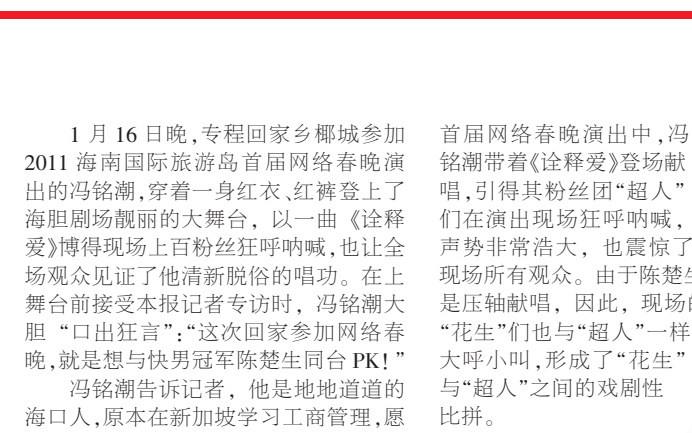 1 月 16 日晚,专程回家乡椰城参加
2011 海南国际旅游岛首届网络春晚演
出的冯铭潮,穿着一身红衣、红裤登上了
海胆剧场靓丽的大舞台，以一曲《诠释
爱》博得现场上百粉丝狂呼呐喊,也让全
场观众见证了他清新脱俗的唱功。在上
舞台前接受本报记者专访时，冯铭潮大
胆“口出狂言”:“这次回家参加网络春
晚,就是想与快男冠军陈楚生同台 PK!”
冯铭潮告诉记者，他是地地道道的
海口人,原本在新加坡学习工商管理,愿
首届网络春晚演出中,冯
铭潮带着《诠释爱》登场献
唱,引得其粉丝团“超人”
们在演出现场狂呼呐喊，
声势非常浩大，也震惊了
现场所有观众。由于陈楚生
是压轴献唱，因此，现场的
“花生”们也与“超人”一样
大呼小叫,形成了“花生”
与“超人”之间的戏剧性
比拼。